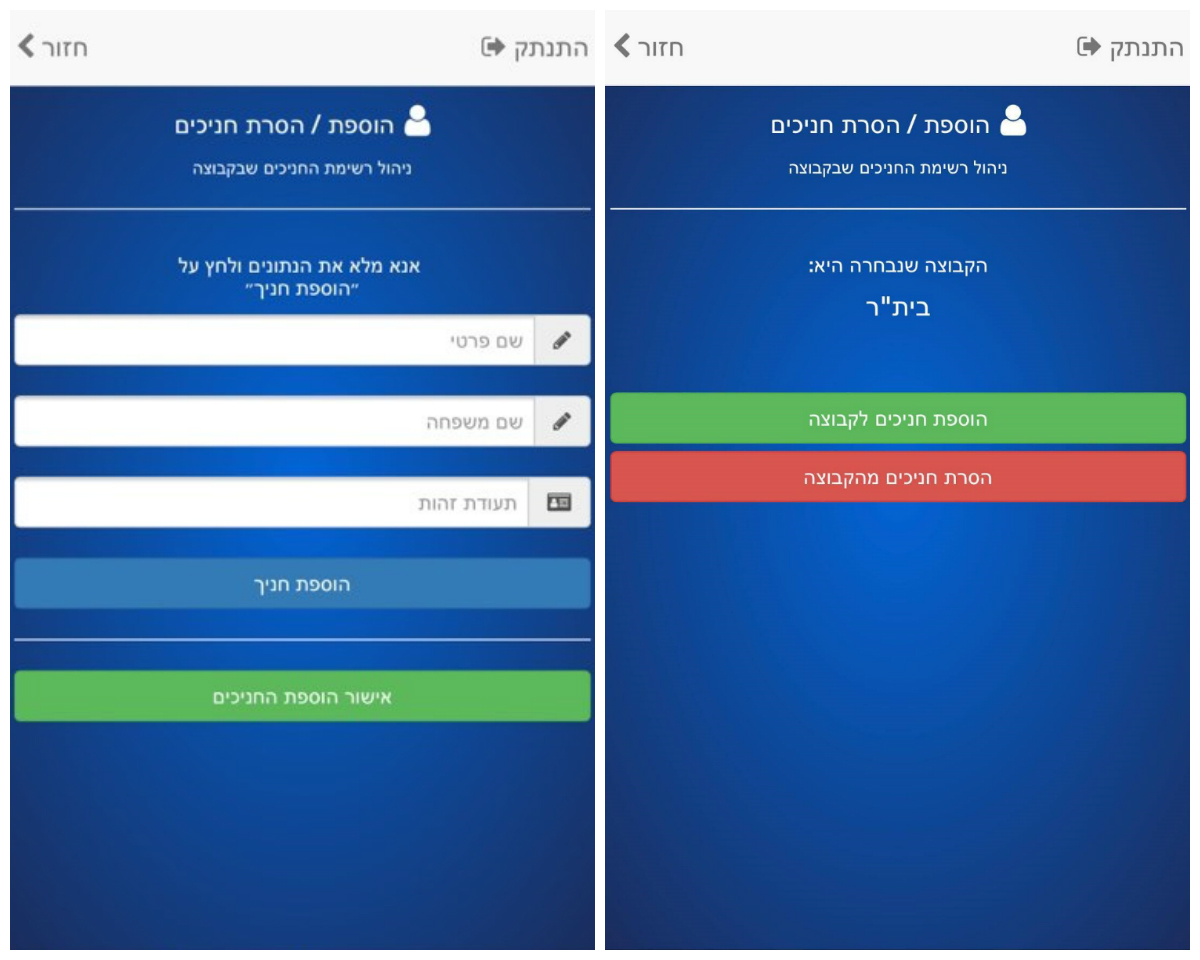 התנתק
חזור
הוספת / הסרת חניכים
ניהול רשימת החניכים שבקבוצה
הקבוצה שנבחרה היא:
בית"ר
הוספת חניכים לקבוצה
הסרת חניכים מהקבוצה
התנתק
חזור
הוספת / הסרת חניכים
ניהול רשימת החניכים שבקבוצה
אנא מלא את הנתונים ולחץ על
״הוספת חניך״
שם פרטי
שם משפחה
תעודת זהות
הוספת חניך
אישור הוספת החניכים